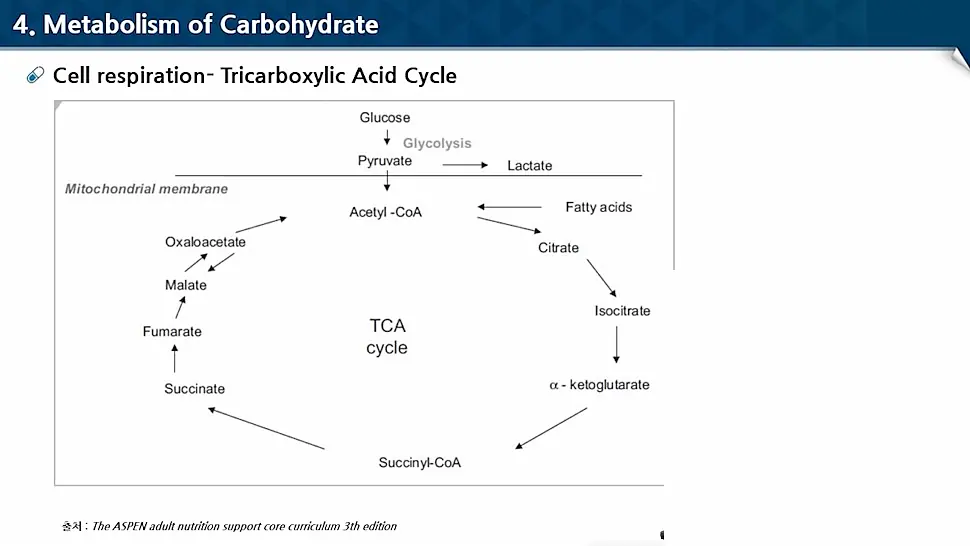 4. Metabolism of Carbohydrate
Cell respiration- Tricarboxylic Acid Cycle
Glucose
Glycolysis
Pyruvate
Lactate
Mitochondrial membrane
Acetyl -CoA
Fatty acids
Oxaloacetate
Citrate
Malate
Isocitrate
Fumarate
TCA
cycle
Succinate
α - ketoglutarate
Succinyl-CoA
출처 : The ASPEN adult nutrition support core curriculum 3th edition